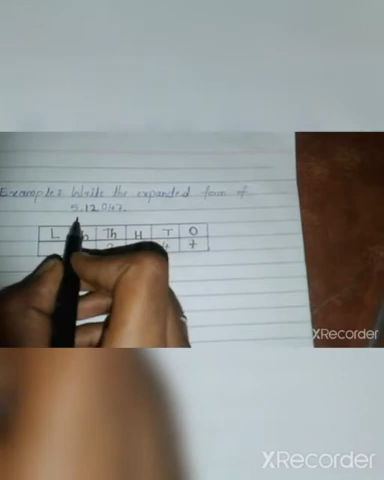 Example: Write the expanded form of
5,12,047.
L Th H T O
7
XRecorder
XRecorder